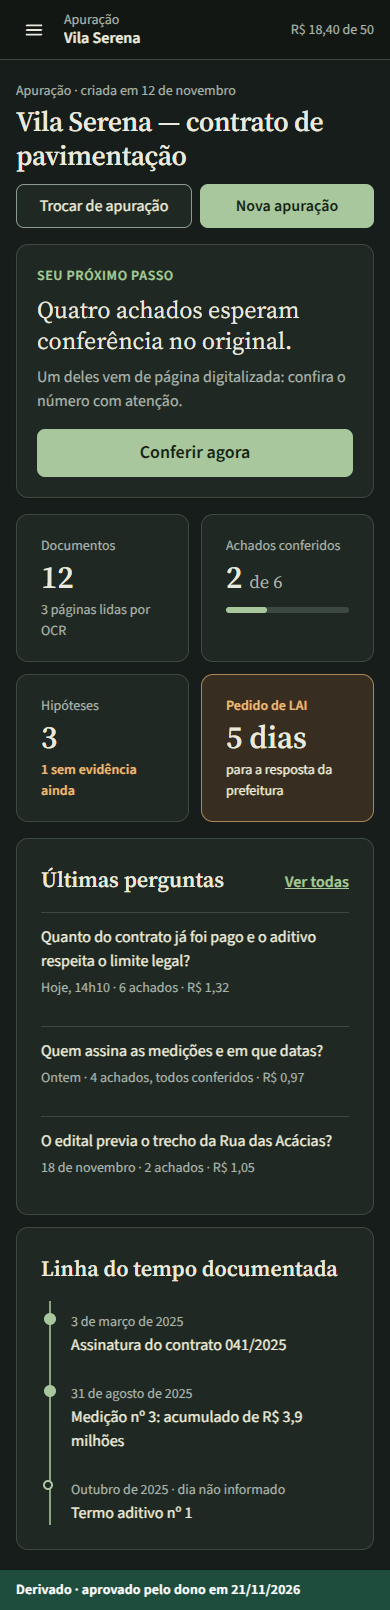 Apuração
Vila Serena
R$ 18,40 de 50
Apuração · criada em 12 de novembro
Vila Serena — contrato de
pavimentação
Trocar de apuração
Nova apuração
SEU PRÓXIMO PASSO
Quatro achados esperam
conferência no original.
Um deles vem de página digitalizada: confira o
número com atenção.
Conferir agora
Documentos
12
3 páginas lidas por
OCR
Achados conferidos
2 de 6
Hipóteses
3
1 sem evidência
ainda
Pedido de LAI
5 dias
para a resposta da
prefeitura
Últimas perguntas
Ver todas
Quanto do contrato já foi pago e o aditivo
respeita o limite legal?
Hoje, 14h10 · 6 achados · R$ 1,32
Quem assina as medições e em que datas?
Ontem · 4 achados, todos conferidos · R$ 0,97
O edital previa o trecho da Rua das Acácias?
18 de novembro · 2 achados · R$ 1,05
Linha do tempo documentada
3 de março de 2025
Assinatura do contrato 041/2025
31 de agosto de 2025
Medição nº 3: acumulado de R$ 3,9
milhões
Outubro de 2025 · dia não informado
Termo aditivo nº 1
Derivado · aprovado pelo dono em 21/11/2026